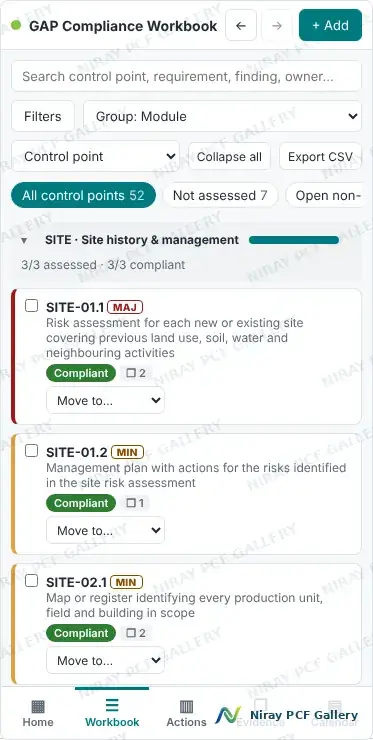 GAP Compliance Workbook
← → + Add
Search control point, requirement, finding, owner...
Filters Group: Module
Control point Collapse all Export CSV
All control points 52 Not assessed 7 Open non-
▾ SITE · Site history & management
3/3 assessed · 3/3 compliant
SITE-01.1 MAJ
Risk assessment for each new or existing site
covering previous land use, soil, water and
neighbouring activities
Compliant ❐ 2
Move to...
SITE-01.2 MIN
Management plan with actions for the risks identified
in the site risk assessment
Compliant ❐ 1
Move to...
SITE-02.1 MIN
Map or register identifying every production unit,
field and building in scope
Compliant ❐ 2
Move to...
Home Workbook Actions Evidence Calendar
Niray PCF Gallery
NIRAY PCF GALLERY